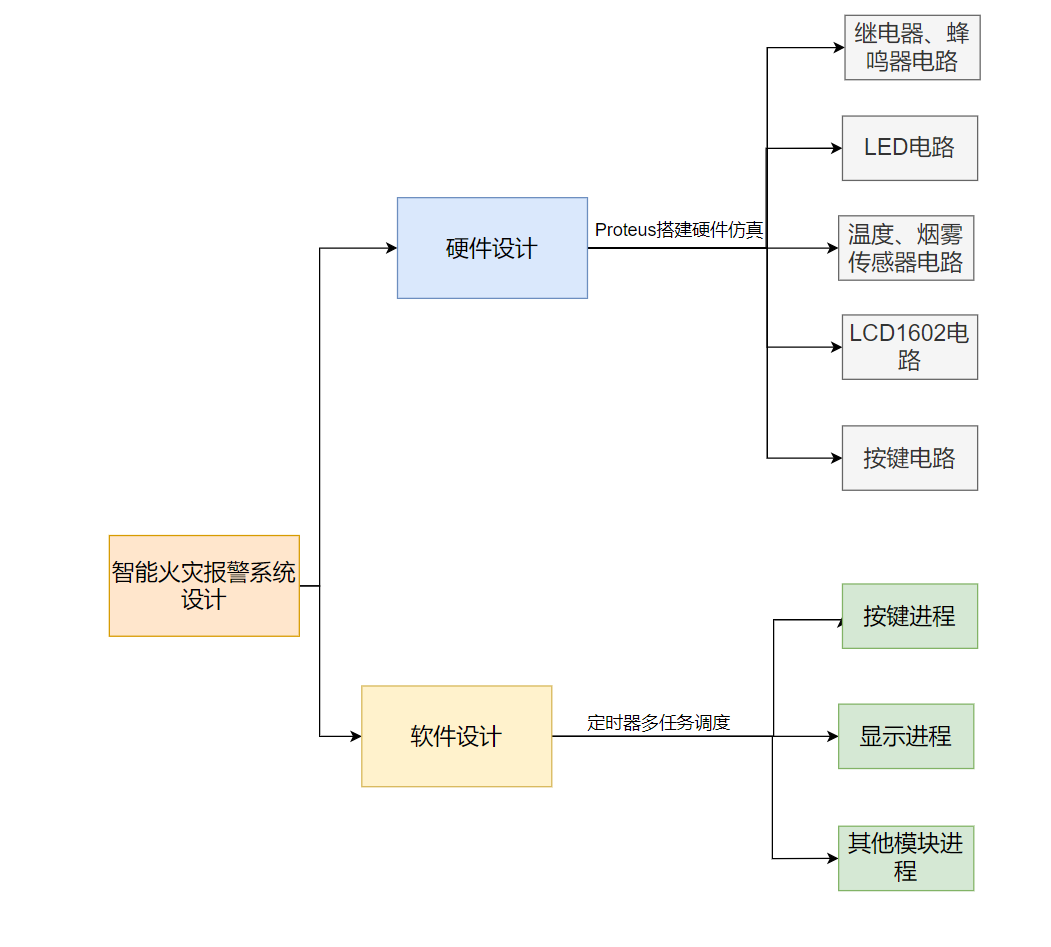 继电器、蜂
鸣器电路
LED电路
Proteus搭建硬件仿真
硬件设计
温度、烟雾
传感器电路
LCD1602电
路
按键电路
智能火灾报警系统
设计
按键进程
定时器多任务调度
软件设计
显示进程
其他模块进
程